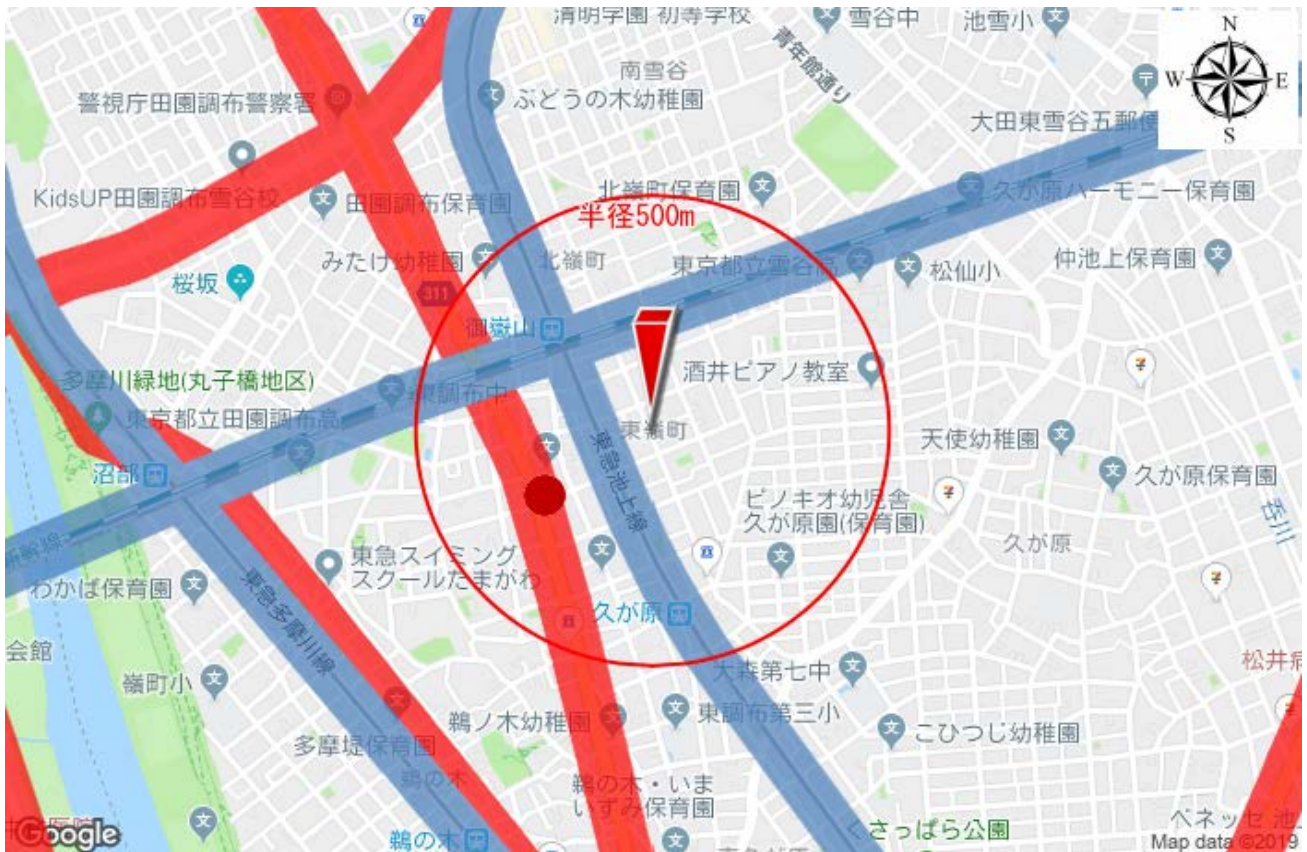 清明学園 初等学校
雪谷中
池雪小
N
W
E
S
南雪谷
青年館通り
警視庁田園調布警察署
ぶどうの木幼稚園
大田東雪谷五郵便
KidsUP田園調布雪谷校
田園調布保育園
北嶺町保育園
久が原ハーモニー保育園
半径500m
みたけ幼稚園
北嶺町
東京都立雪谷高
松仙小
仲池上保育園
桜坂
311
御嶽山
多摩川緑地(丸子橋地区)
東調布中
酒井ピアノ教室
東京都立田園調布高
東嶺町
天使幼稚園
沼部
東急池上線
久が原保育園
ピノキオ幼児舎
久が原園(保育園)
呑川
新幹線
東急スイミング
スクールたまがわ
久が原
わかば保育園
東急多摩川線
久が原
会館
嶺町小
大森第七中
松井病
鵜ノ木幼稚園
東調布第三小
こひつじ幼稚園
多摩堤保育園
鵜の木
鵜の木・いま
いずみ保育園
鵜の木
くさっぱら公園
ベネッセ 池上
Google
Map data ©2019